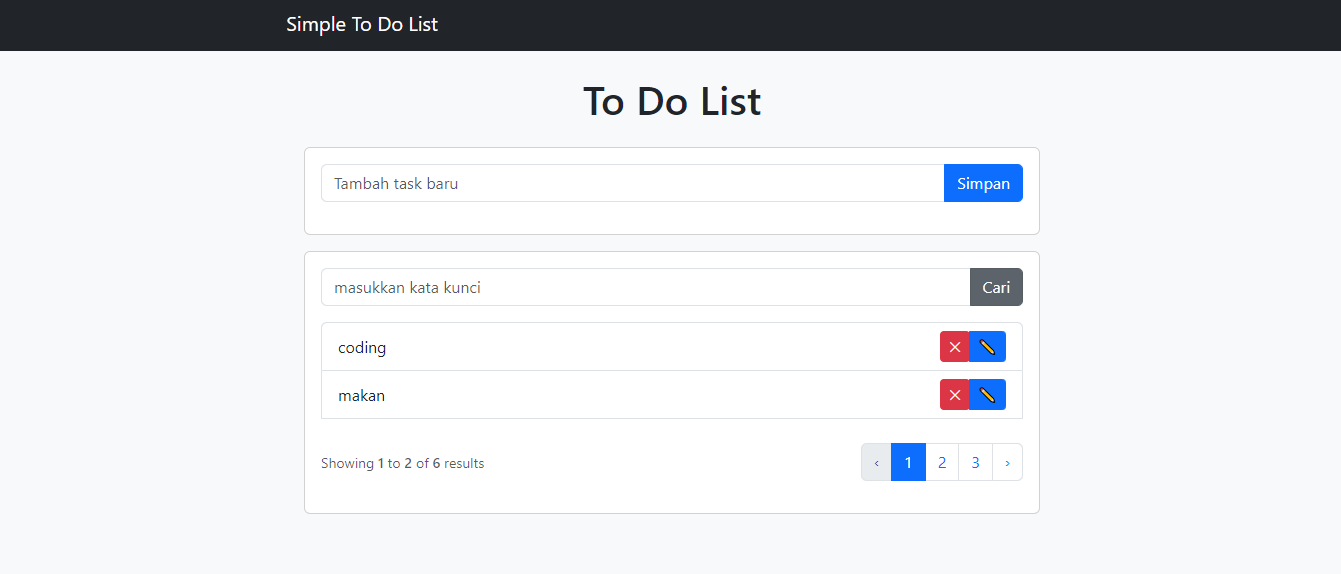 Simple To Do List
To Do List
Tambah task baru Simpan
masukkan kata kunci Cari
coding
makan
Showing 1 to 2 of 6 results ‹ 1 2 3 ›